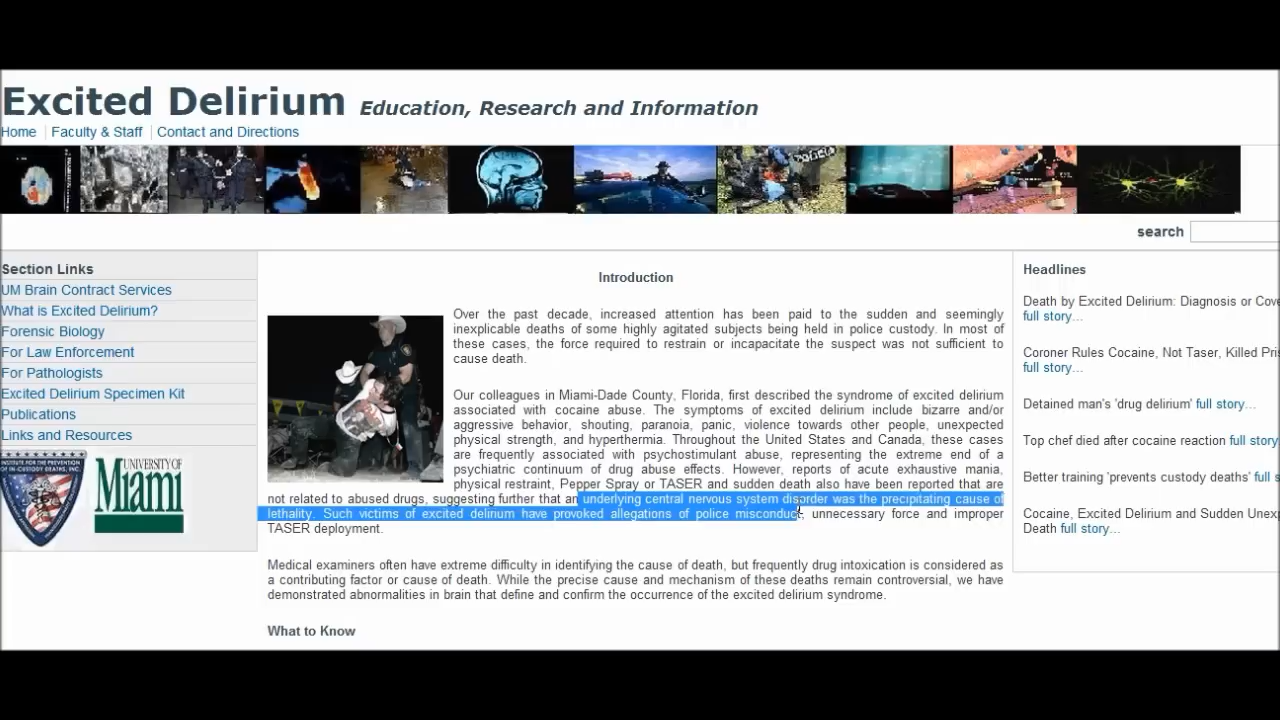 Excited Delirium Education, Research and Information
Home Faculty & Staff Contact and Directions
search
Section Links
UM Brain Contract Services
What is Excited Delirium?
Forensic Biology
For Law Enforcement
For Pathologists
Excited Delirium Specimen Kit
Publications
Links and Resources
INSTITUTE FOR THE PREVENTION
OF IN-CUSTODY DEATHS, INC.
UNIVERSITY OF
Miami
Introduction
Over the past decade, increased attention has been paid to the sudden and seemingly
inexplicable deaths of some highly agitated subjects being held in police custody. In most of
these cases, the force required to restrain or incapacitate the suspect was not sufficient to
cause death.
Our colleagues in Miami-Dade County, Florida, first described the syndrome of excited delirium
associated with cocaine abuse. The symptoms of excited delirium include bizarre and/or
aggressive behavior, shouting, paranoia, panic, violence towards other people, unexpected
physical strength, and hyperthermia. Throughout the United States and Canada, these cases
are frequently associated with psychostimulant abuse, representing the extreme end of a
psychiatric continuum of drug abuse effects. However, reports of acute exhaustive mania,
physical restraint, Pepper Spray or TASER and sudden death also have been reported that are
not related to abused drugs, suggesting further that an underlying central nervous system disorder was the precipitating cause of
lethality. Such victims of excited delirium have provoked allegations of police misconduct, unnecessary force and improper
TASER deployment.
Medical examiners often have extreme difficulty in identifying the cause of death, but frequently drug intoxication is considered as
a contributing factor or cause of death. While the precise cause and mechanism of these deaths remain controversial, we have
demonstrated abnormalities in brain that define and confirm the occurrence of the excited delirium syndrome.
What to Know
Headlines
Death by Excited Delirium: Diagnosis or Cove
full story...
Coroner Rules Cocaine, Not Taser, Killed Pri
full story...
Detained man's 'drug delirium' full story...
Top chef died after cocaine reaction full story
Better training 'prevents custody deaths' full s
Cocaine, Excited Delirium and Sudden Unexp
Death full story...